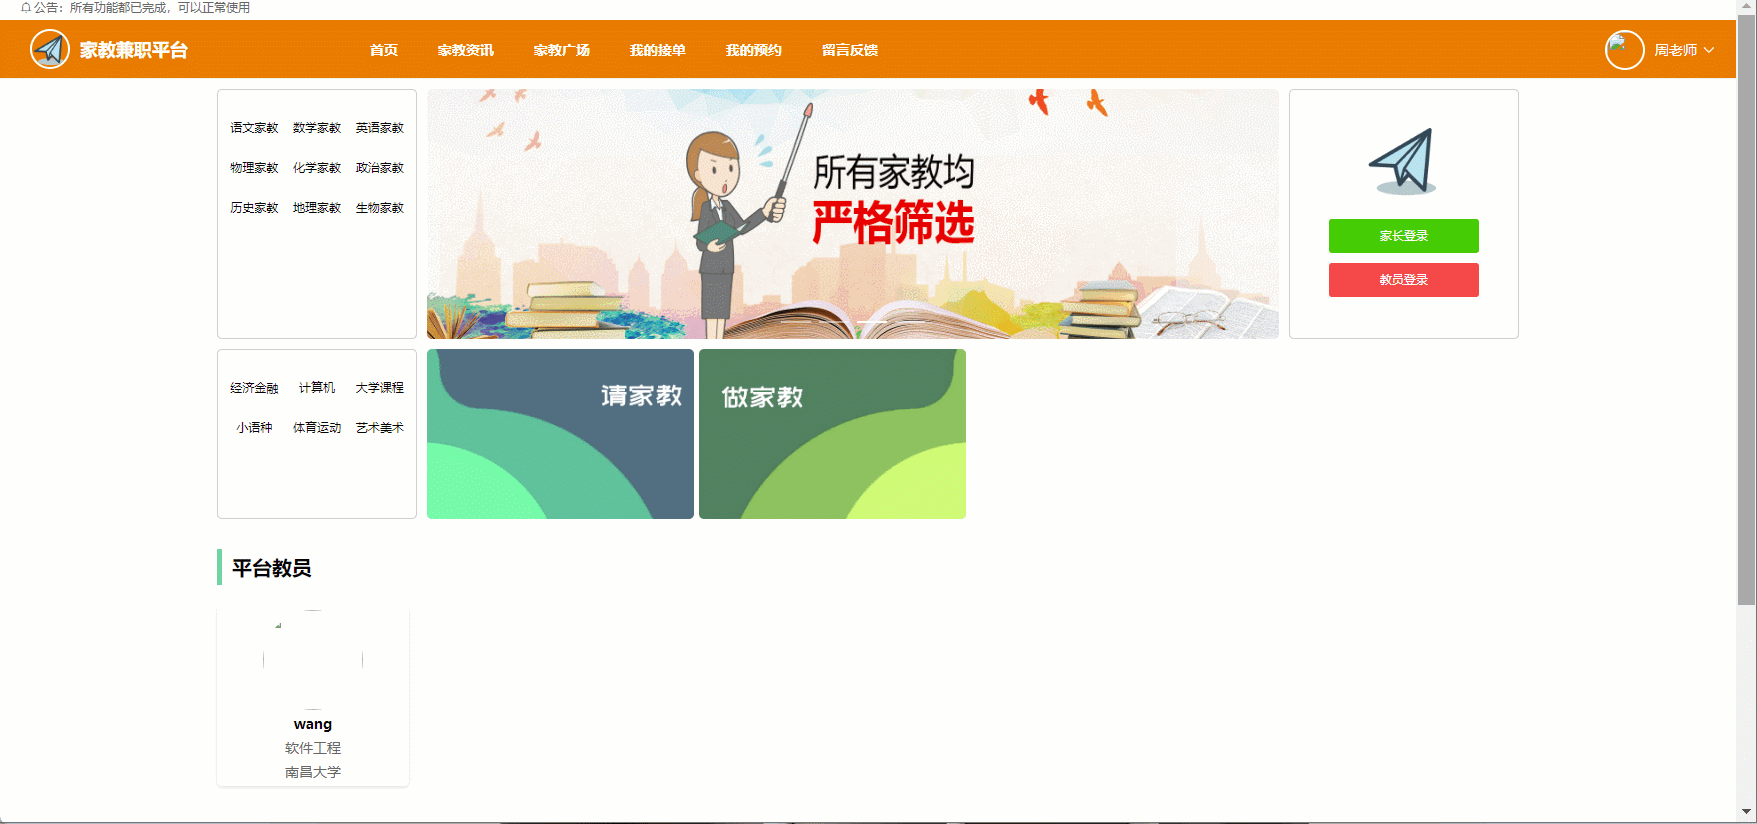 公告：所有功能都已完成，可以正常使用
家教兼职平台 首页 家教资讯 家教广场 我的接单 我的预约 留言反馈 周老师
语文家教 数学家教 英语家教
物理家教 化学家教 政治家教
历史家教 地理家教 生物家教
所有家教均
严格筛选
家长登录
教员登录
经济金融 计算机 大学课程
小语种 体育运动 艺术美术
请家教
做家教
平台教员
wang
软件工程
南昌大学